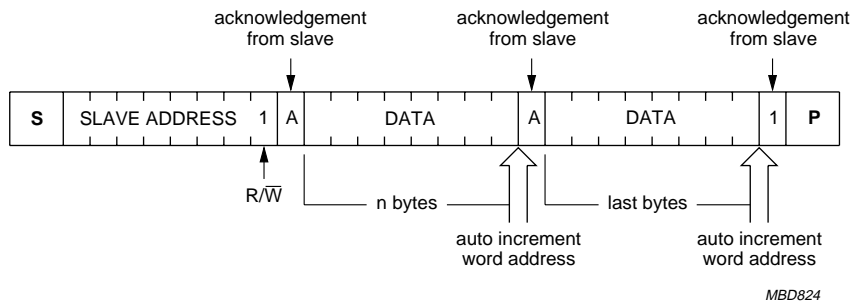 acknowledgement
from slave
acknowledgement
from slave
acknowledgement
from slave
S SLAVE ADDRESS 1 A DATA A DATA 1 P
R/W̅
n bytes
last bytes
auto increment
word address
auto increment
word address
MBD824